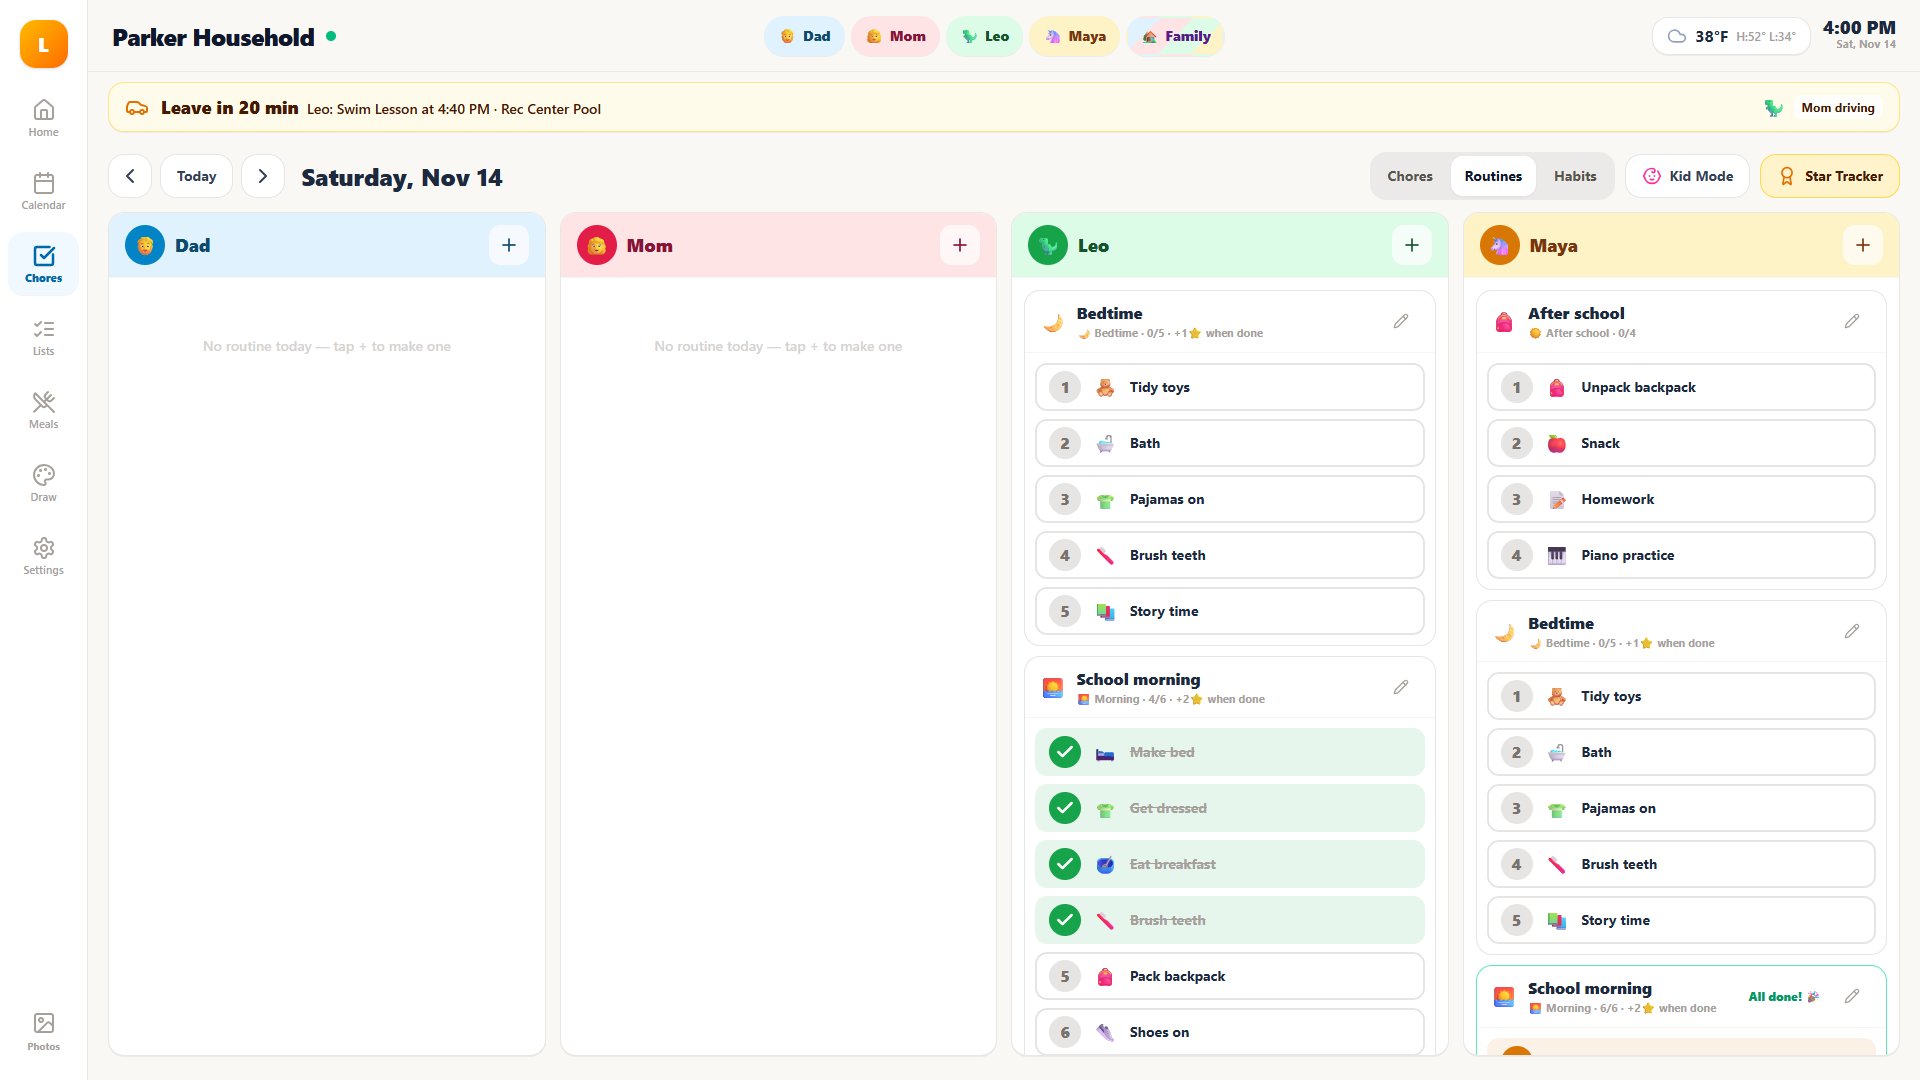 L
Home
Calendar
Chores
Lists
Meals
Draw
Settings
Photos
Parker Household
Dad
Mom
Leo
Maya
Family
38°F H:52° L:34°
4:00 PM
Sat, Nov 14
Leave in 20 min Leo: Swim Lesson at 4:40 PM · Rec Center Pool
Mom driving
Today
Saturday, Nov 14
Chores
Routines
Habits
Kid Mode
Star Tracker
Dad
No routine today — tap + to make one
Mom
No routine today — tap + to make one
Leo
Bedtime
Bedtime · 0/5 · +1⭐ when done
1 Tidy toys
2 Bath
3 Pajamas on
4 Brush teeth
5 Story time
School morning
Morning · 4/6 · +2⭐ when done
Make bed
Get dressed
Eat breakfast
Brush teeth
5 Pack backpack
6 Shoes on
Maya
After school
After school · 0/4
1 Unpack backpack
2 Snack
3 Homework
4 Piano practice
Bedtime
Bedtime · 0/5 · +1⭐ when done
1 Tidy toys
2 Bath
3 Pajamas on
4 Brush teeth
5 Story time
School morning
Morning · 6/6 · +2⭐ when done
All done!